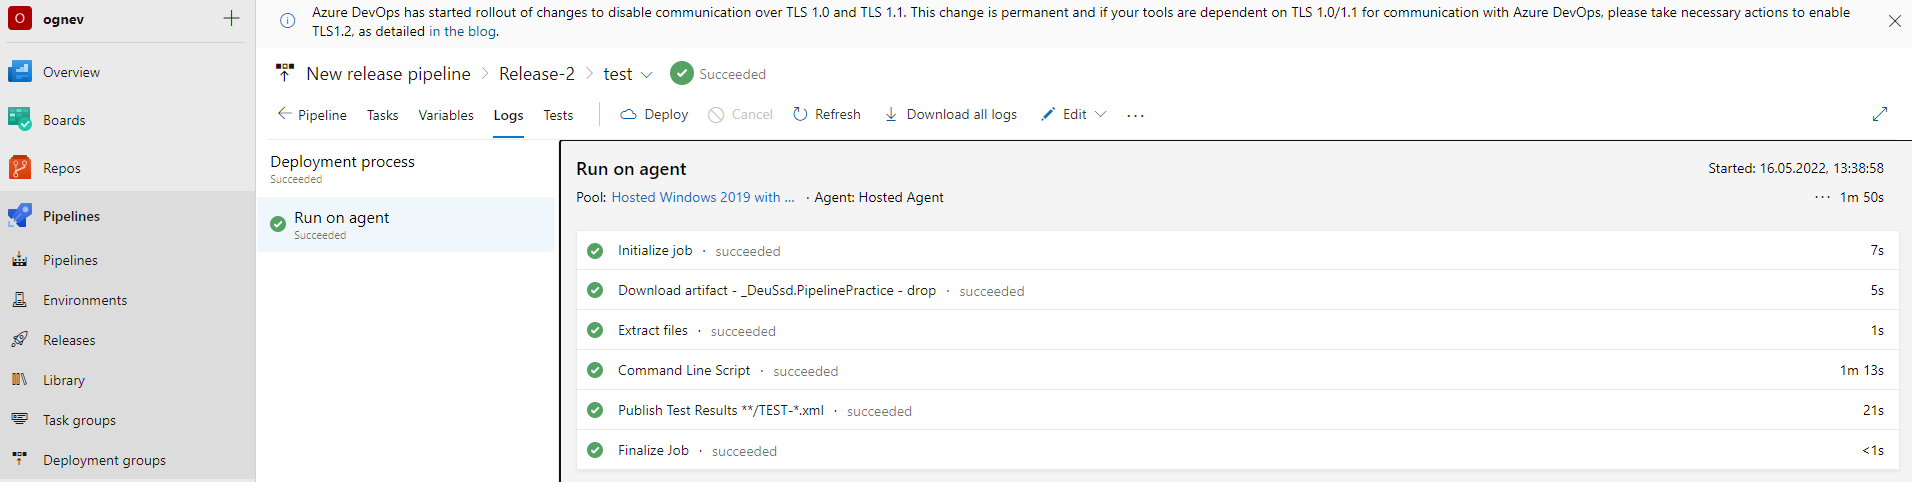 O ognev
Azure DevOps has started rollout of changes to disable communication over TLS 1.0 and TLS 1.1. This change is permanent and if your tools are dependent on TLS 1.0/1.1 for communication with Azure DevOps, please take necessary actions to enable
TLS1.2, as detailed in the blog.
Overview
Boards
Repos
Pipelines
Pipelines
Environments
Releases
Library
Task groups
Deployment groups
New release pipeline > Release-2 > test Succeeded
Pipeline Tasks Variables Logs Tests Deploy Cancel Refresh Download all logs Edit ...
Deployment process
Succeeded
Run on agent
Succeeded
Run on agent
Started: 16.05.2022, 13:38:58
Pool: Hosted Windows 2019 with ... · Agent: Hosted Agent
... 1m 50s
Initialize job · succeeded 7s
Download artifact - _DeuSsd.PipelinePractice - drop · succeeded 5s
Extract files · succeeded 1s
Command Line Script · succeeded 1m 13s
Publish Test Results **/TEST-*.xml · succeeded 21s
Finalize Job · succeeded <1s